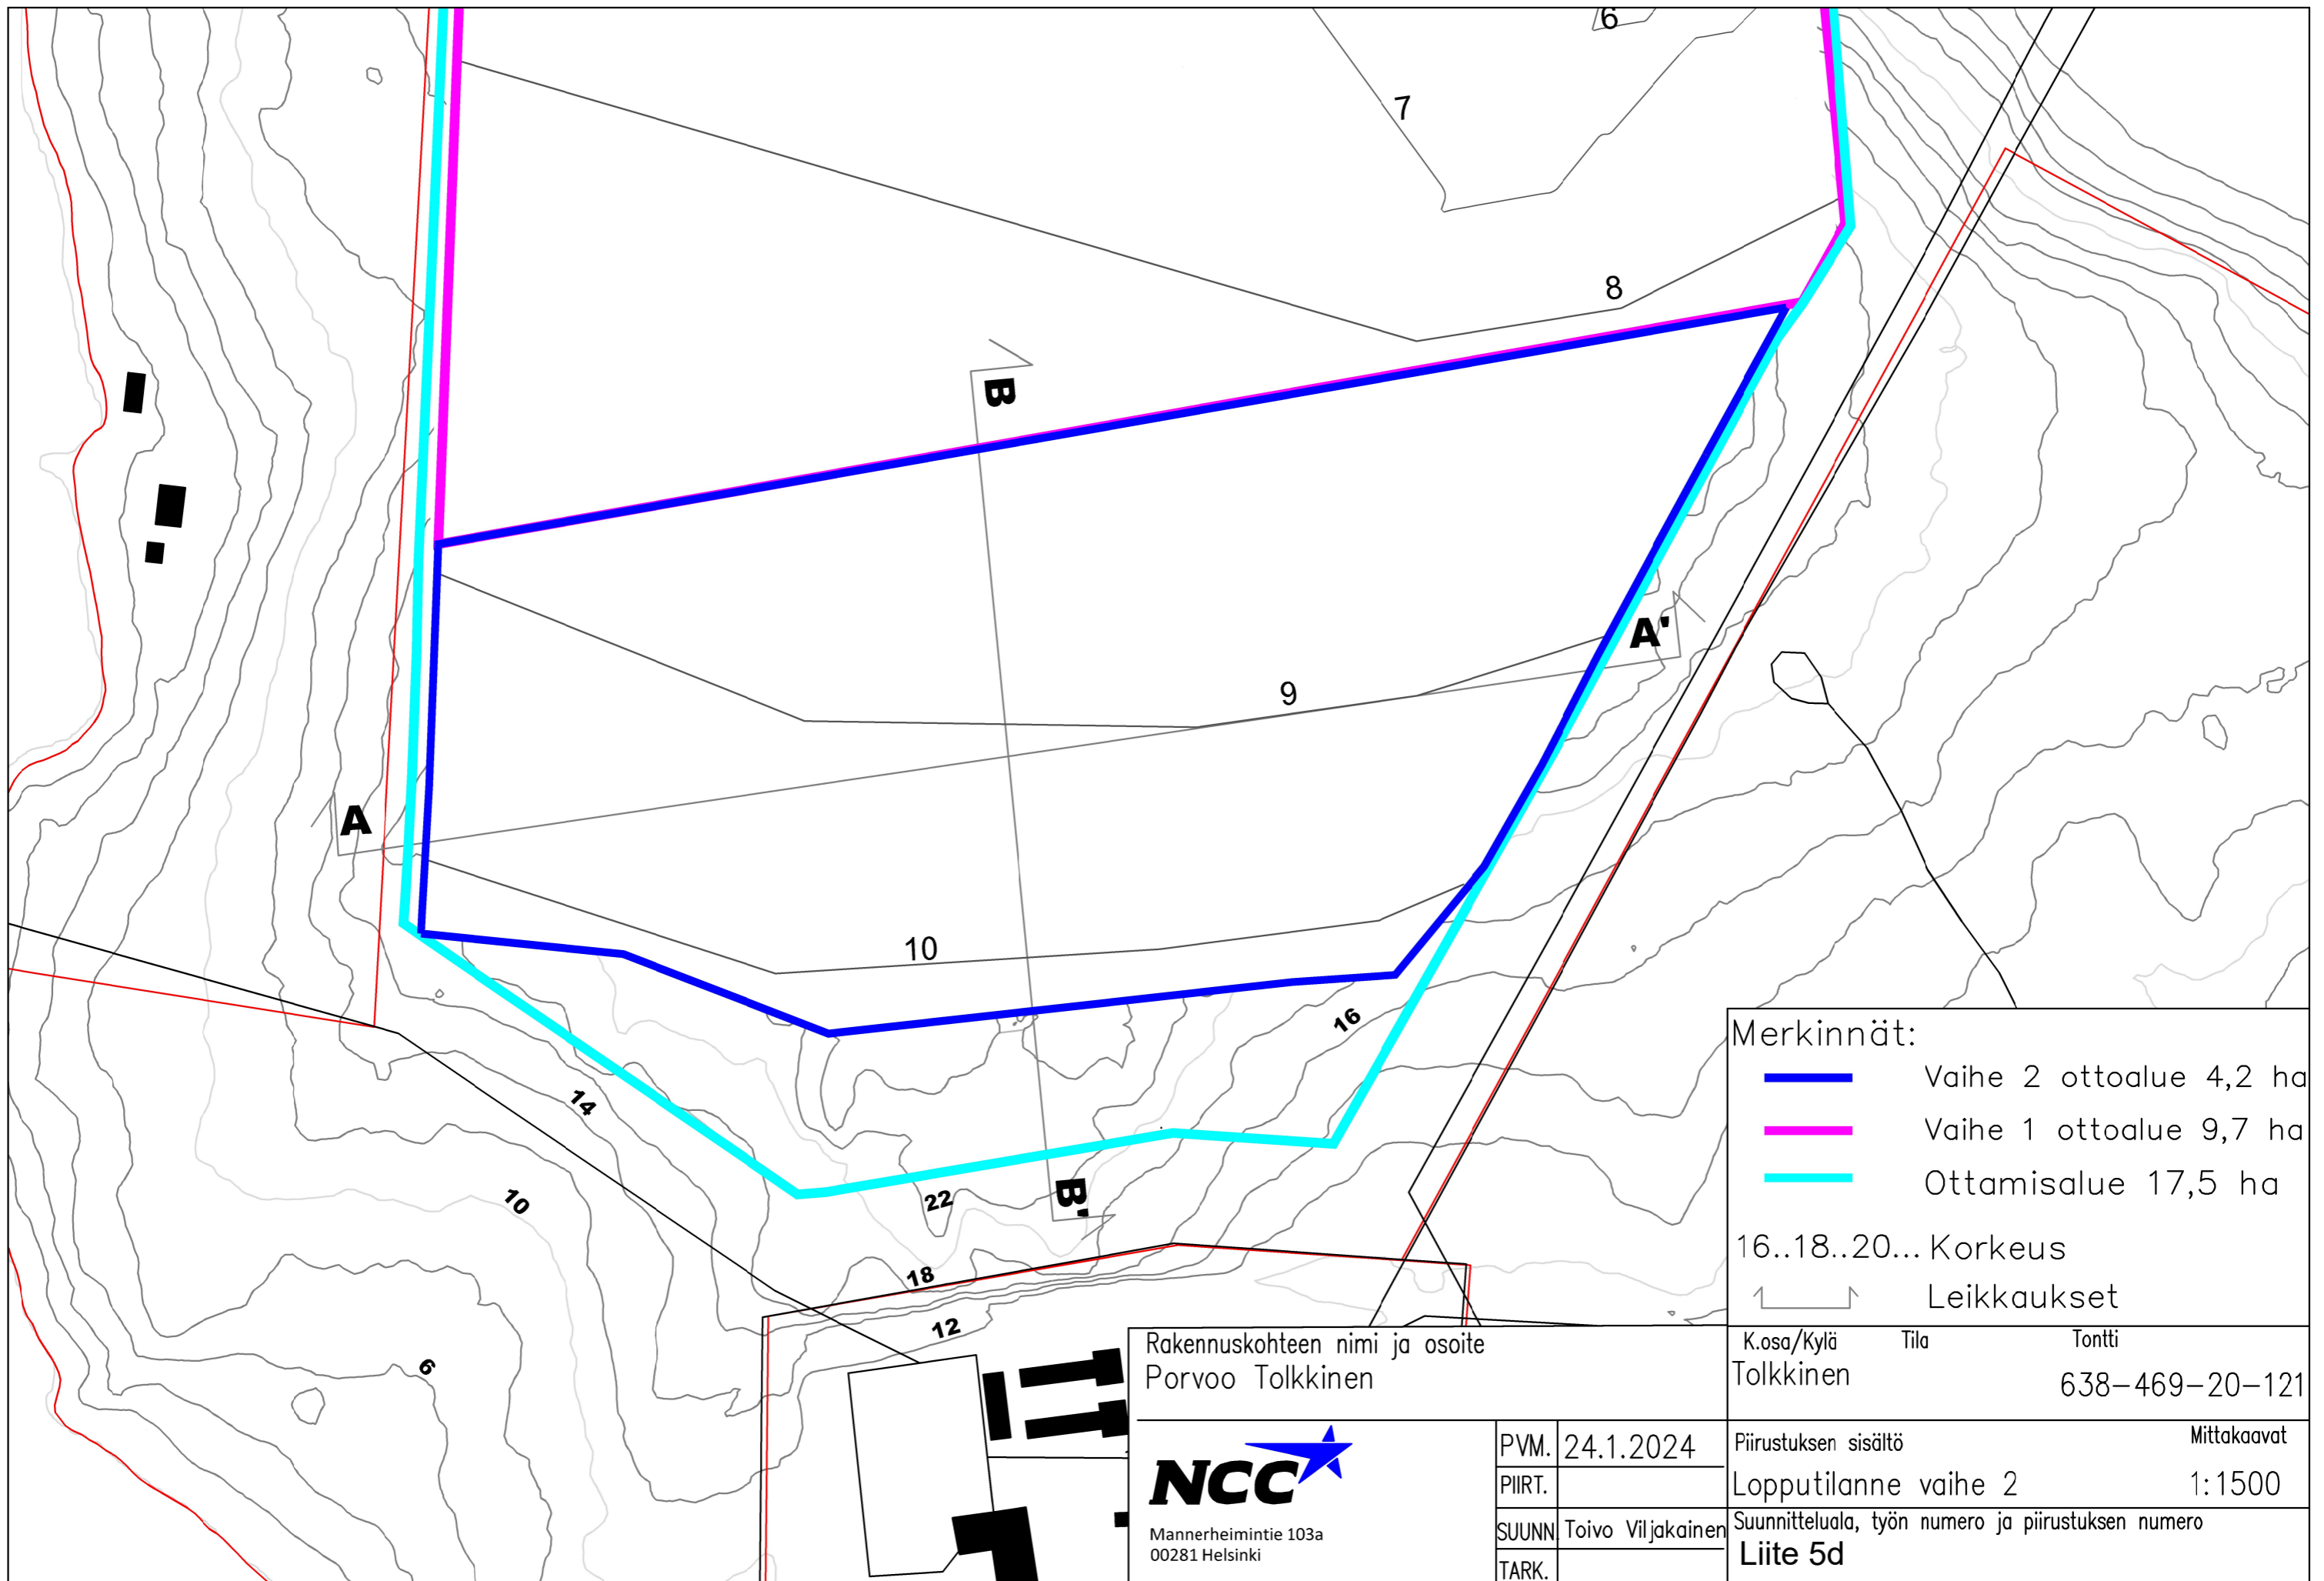 6
7
8
B
A'
9
A
10
16
14
22
B'
10
18
12
6
Merkinnät:
Vaihe 2 ottoalue 4,2 ha
Vaihe 1 ottoalue 9,7 ha
Ottamisalue 17,5 ha
16..18..20... Korkeus
Leikkaukset
Rakennuskohteen nimi ja osoite
Porvoo Tolkkinen
K.osa/Kylä Tila Tontti
Tolkkinen 638-469-20-121
NCC
Mannerheimintie 103a
00281 Helsinki
PVM. 24.1.2024
PIIRT.
SUUNN. Toivo Viljakainen
TARK.
Piirustuksen sisältö Mittakaavat
Lopputilanne vaihe 2 1:1500
Suunnitteluala, työn numero ja piirustuksen numero
Liite 5d